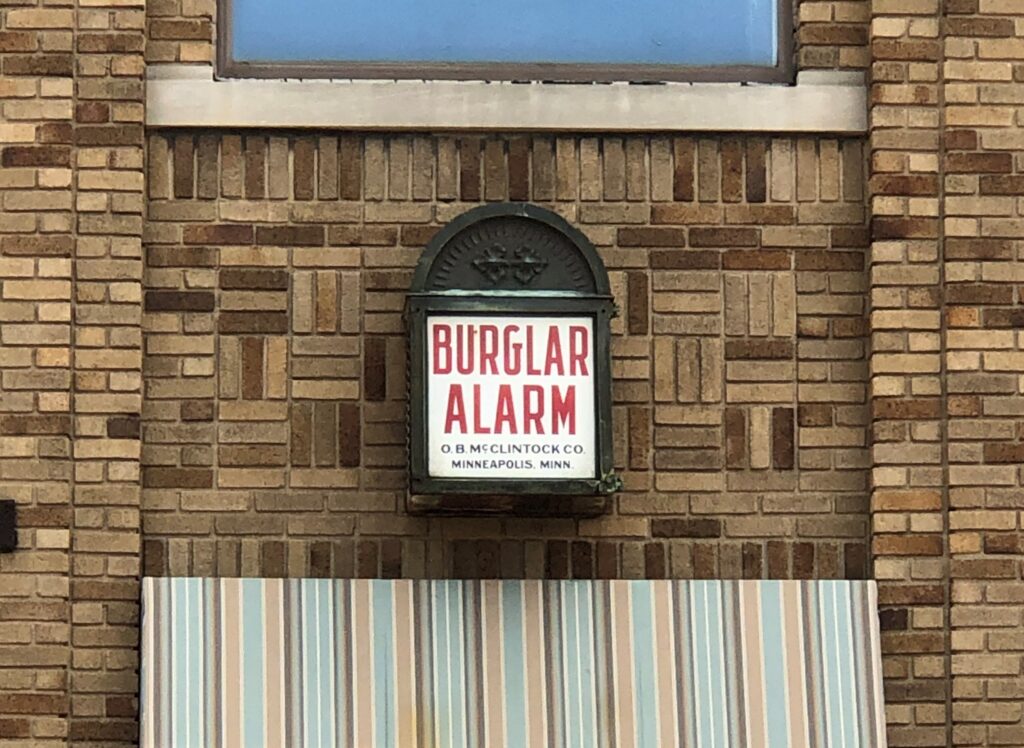 BURGLAR
ALARM
O. B. McCLINTOCK CO.
MINNEAPOLIS. MINN.